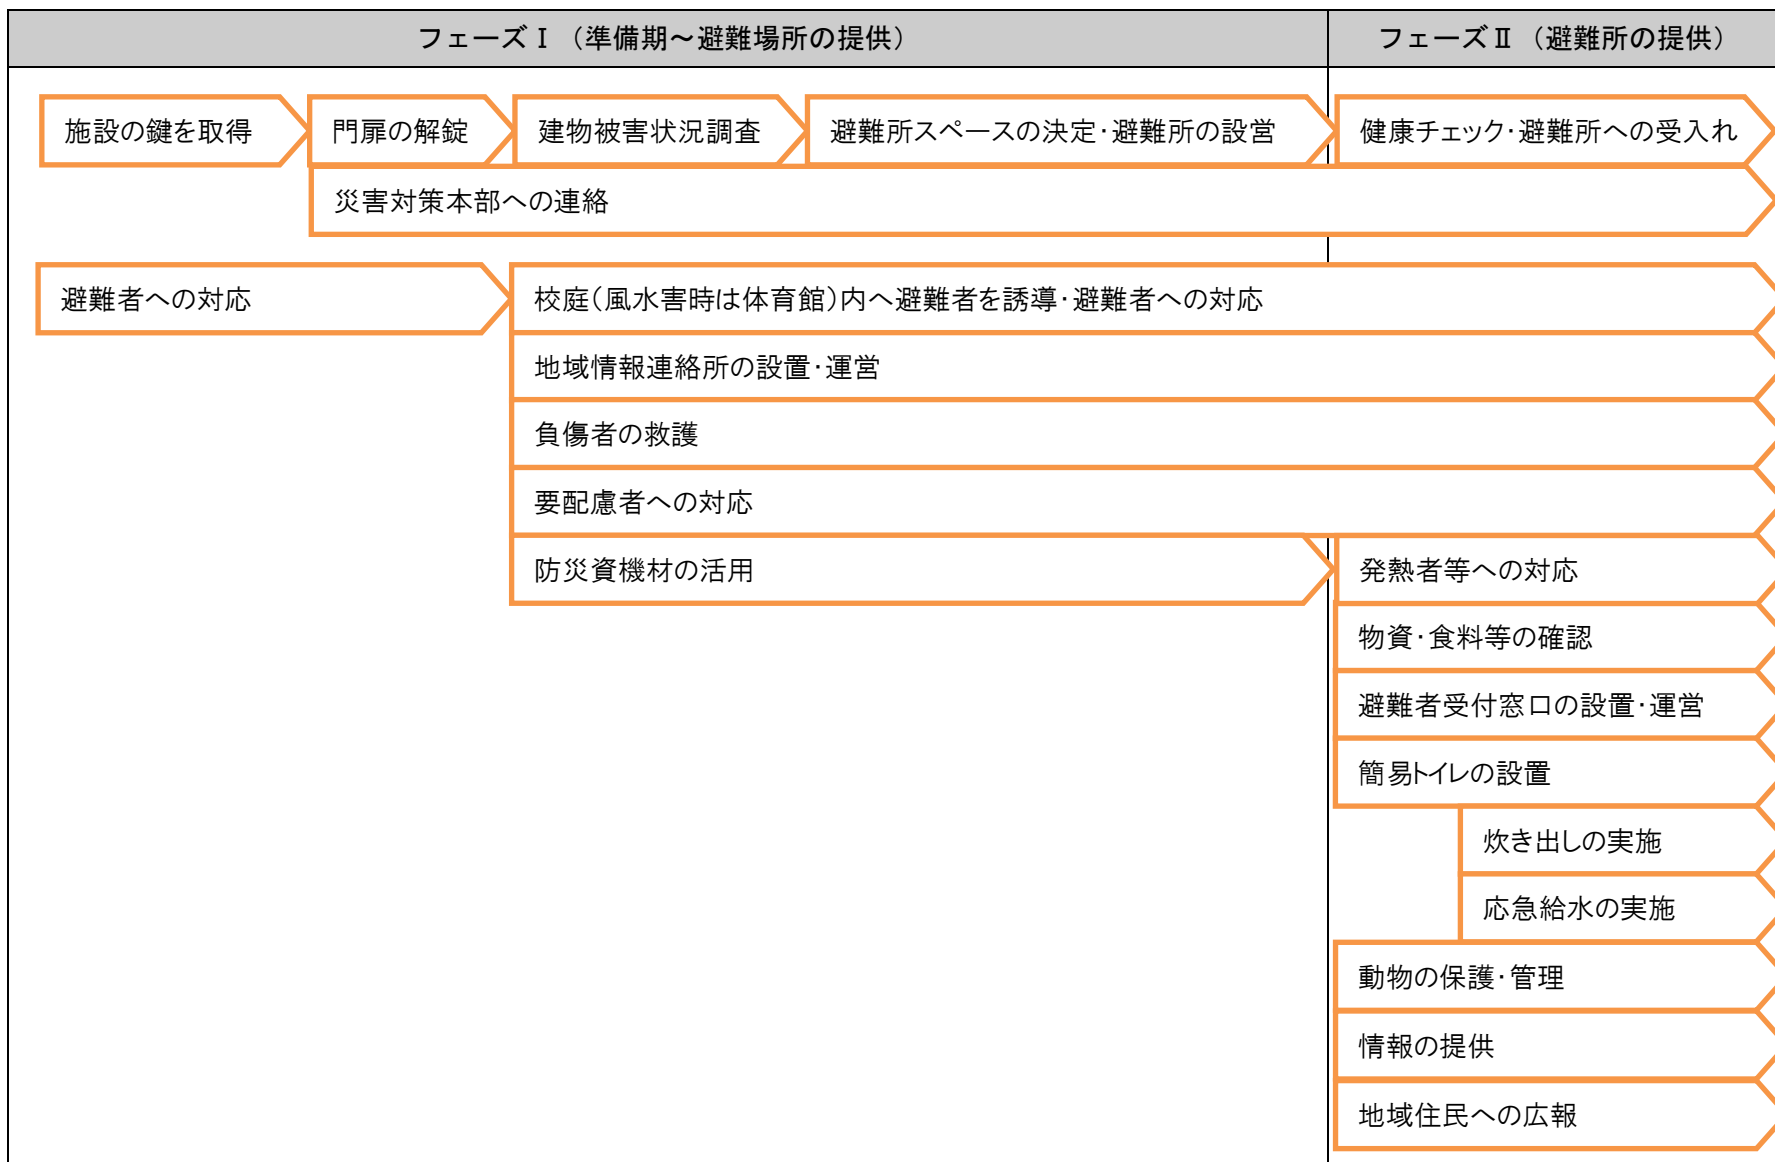 フェーズⅠ（準備期～避難場所の提供）
フェーズⅡ（避難所の提供）
施設の鍵を取得
門扉の解錠
建物被害状況調査
避難所スペースの決定・避難所の設営
健康チェック・避難所への受入れ
災害対策本部への連絡
避難者への対応
校庭（風水害時は体育館）内へ避難者を誘導・避難者への対応
地域情報連絡所の設置・運営
負傷者の救護
要配慮者への対応
防災資機材の活用
発熱者等への対応
物資・食料等の確認
避難者受付窓口の設置・運営
簡易トイレの設置
炊き出しの実施
応急給水の実施
動物の保護・管理
情報の提供
地域住民への広報